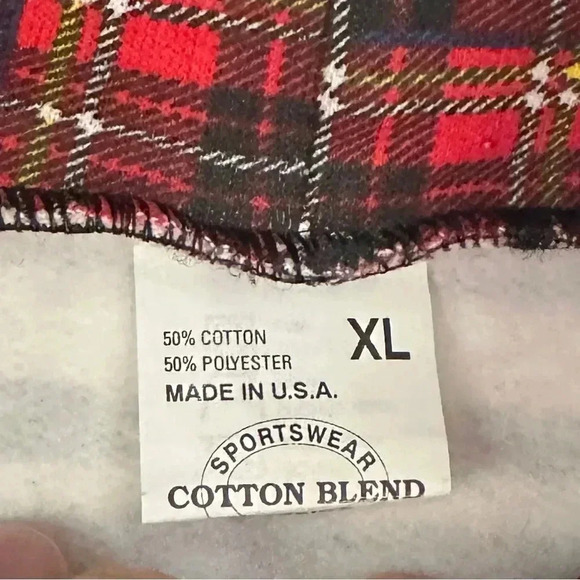 50% COTTON
50% POLYESTER
XL
MADE IN U.S.A.
SPORTSWEAR
COTTON BLEND